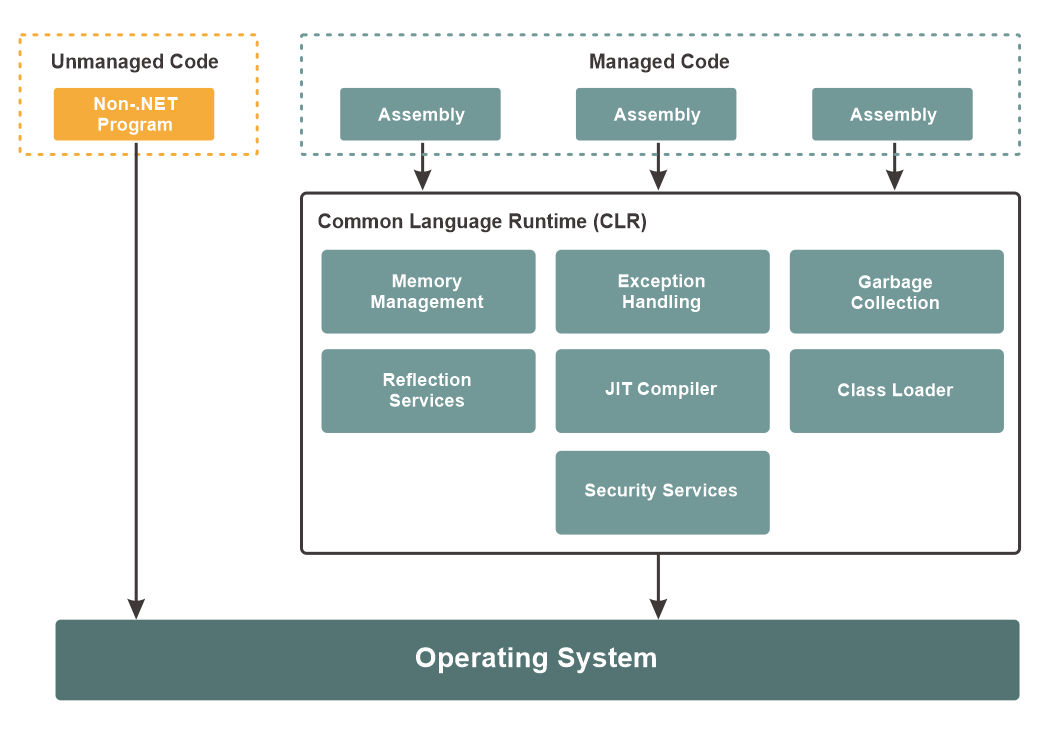 Unmanaged Code
Non-.NET
Program
Managed Code
Assembly
Assembly
Assembly
Common Language Runtime (CLR)
Memory
Management
Exception
Handling
Garbage
Collection
Reflection
Services
JIT Compiler
Class Loader
Security Services
Operating System